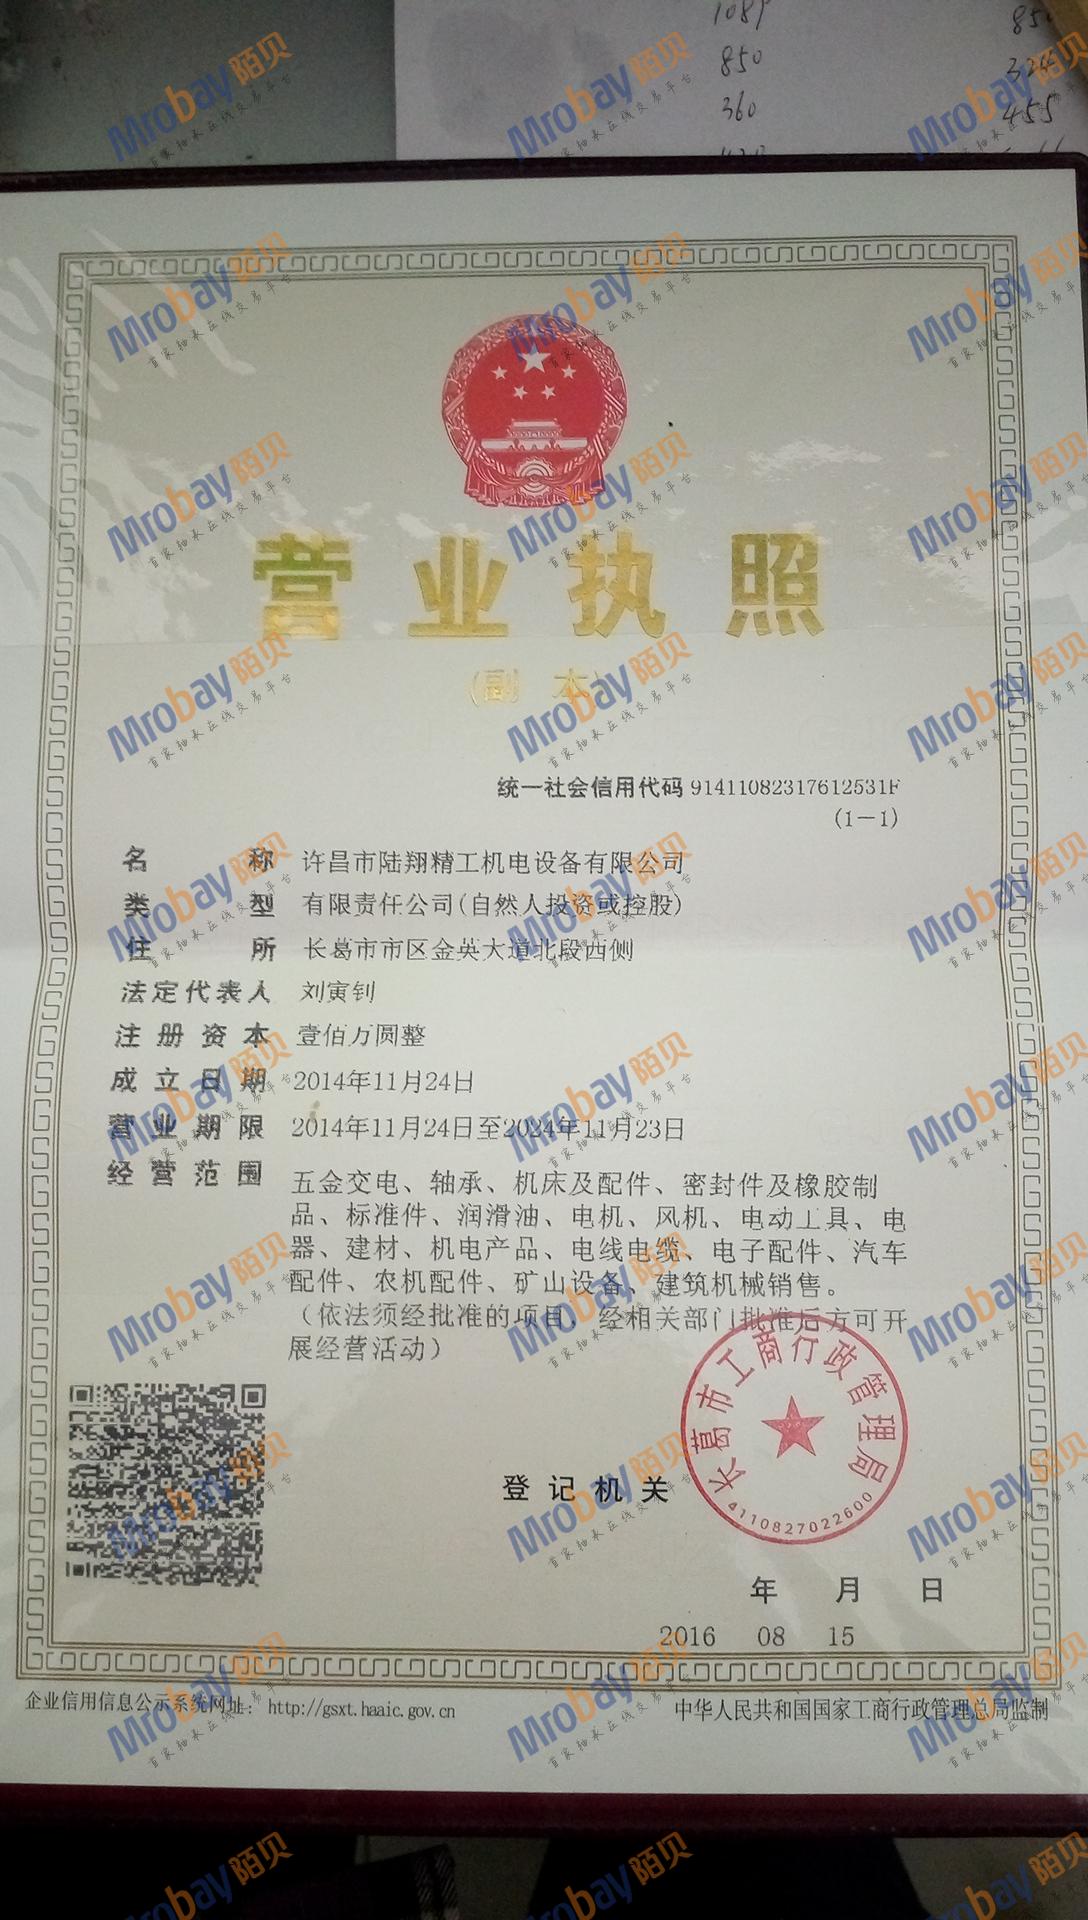 1089 850
850 324
360 455
营业执照
(副 本)
统一社会信用代码 91411082317612531F
(1-1)
名称 许昌市陆翔精工机电设备有限公司
类型 有限责任公司(自然人投资或控股)
住所 长葛市市区金英大道北段西侧
法定代表人 刘寅钊
注册资本 壹佰万圆整
成立日期 2014年11月24日
营业期限 2014年11月24日至2024年11月23日
经营范围 五金交电、轴承、机床及配件、密封件及橡胶制
品、标准件、润滑油、电机、风机、电动工具、电
器、建材、机电产品、电线电缆、电子配件、汽车
配件、农机配件、矿山设备、建筑机械销售。
（依法须经批准的项目，经相关部门批准后方可开
展经营活动）
长葛市工商行政管理局
4110827022600
登记机关
年 月 日
2016 08 15
企业信用信息公示系统网址： http://gsxt.haaic.gov.cn
中华人民共和国国家工商行政管理总局监制
Mrobay陌贝
首家轴承在线交易平台